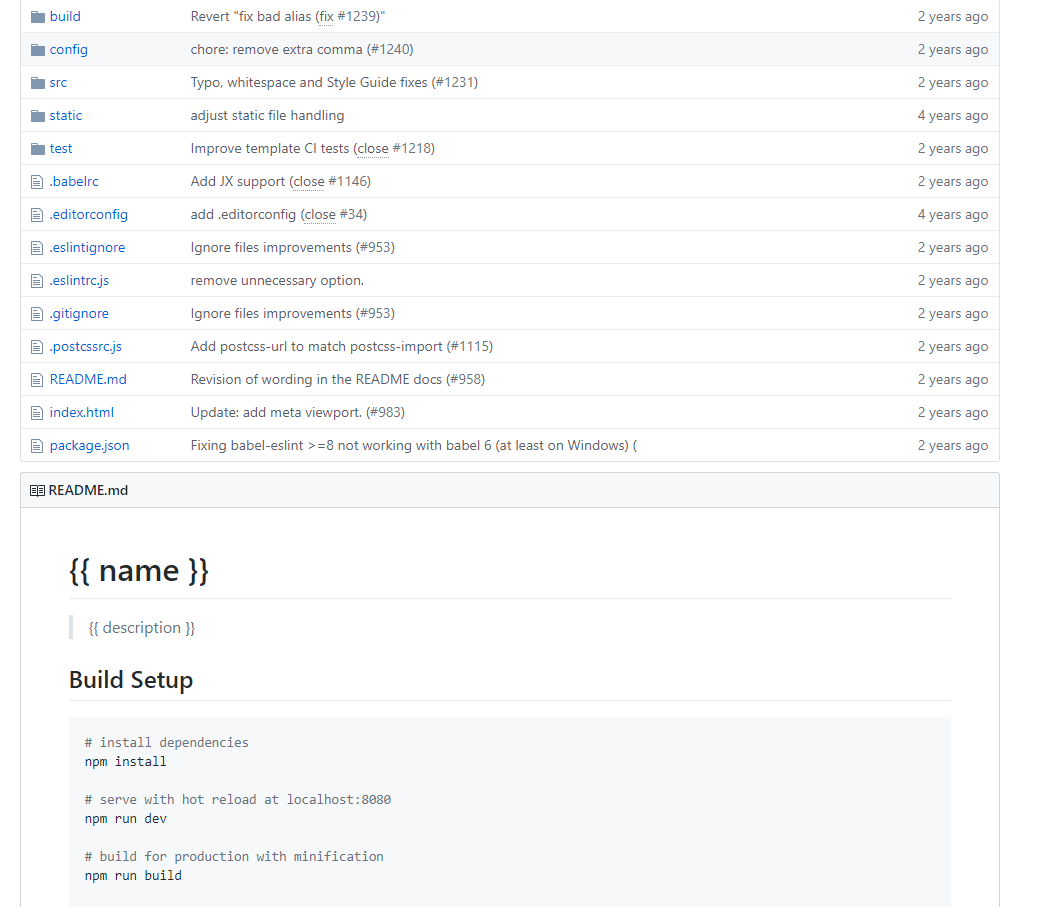 build Revert "fix bad alias (fix #1239)" 2 years ago
config chore: remove extra comma (#1240) 2 years ago
src Typo, whitespace and Style Guide fixes (#1231) 2 years ago
static adjust static file handling 4 years ago
test Improve template CI tests (close #1218) 2 years ago
.babelrc Add JX support (close #1146) 2 years ago
.editorconfig add .editorconfig (close #34) 4 years ago
.eslintignore Ignore files improvements (#953) 2 years ago
.eslintrc.js remove unnecessary option. 2 years ago
.gitignore Ignore files improvements (#953) 2 years ago
.postcssrc.js Add postcss-url to match postcss-import (#1115) 2 years ago
README.md Revision of wording in the README docs (#958) 2 years ago
index.html Update: add meta viewport. (#983) 2 years ago
package.json Fixing babel-eslint >=8 not working with babel 6 (at least on Windows) ( 2 years ago
README.md
{{ name }}
{{ description }}
Build Setup
# install dependencies
npm install
# serve with hot reload at localhost:8080
npm run dev
# build for production with minification
npm run build